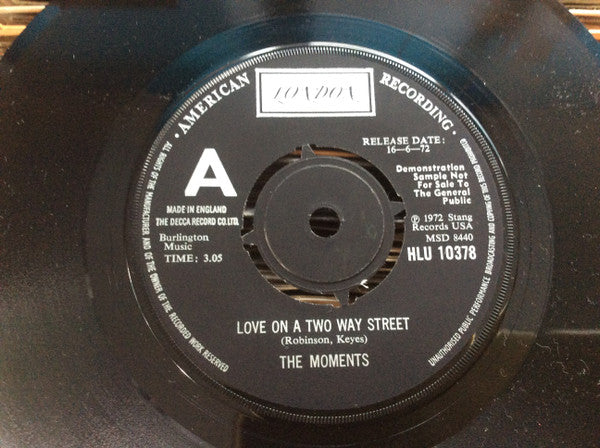 · AMERICAN RECORDING ·
LONDON
A
RELEASE DATE:
16-6-72
Demonstration
Sample Not
For Sale To
The General
Public
MADE IN ENGLAND
THE DECCA RECORD CO. LTD.
Burlington
Music
TIME: 3.05
℗ 1972 Stang
Records USA
MSD 8440
HLU 10378
LOVE ON A TWO WAY STREET
(Robinson, Keyes)
THE MOMENTS
ALL RIGHTS OF THE MANUFACTURER AND OF THE OWNER OF THE RECORDED WORK RESERVED
UNAUTHORISED PUBLIC PERFORMANCE BROADCASTING AND COPYING OF THIS RECORD PROHIBITED